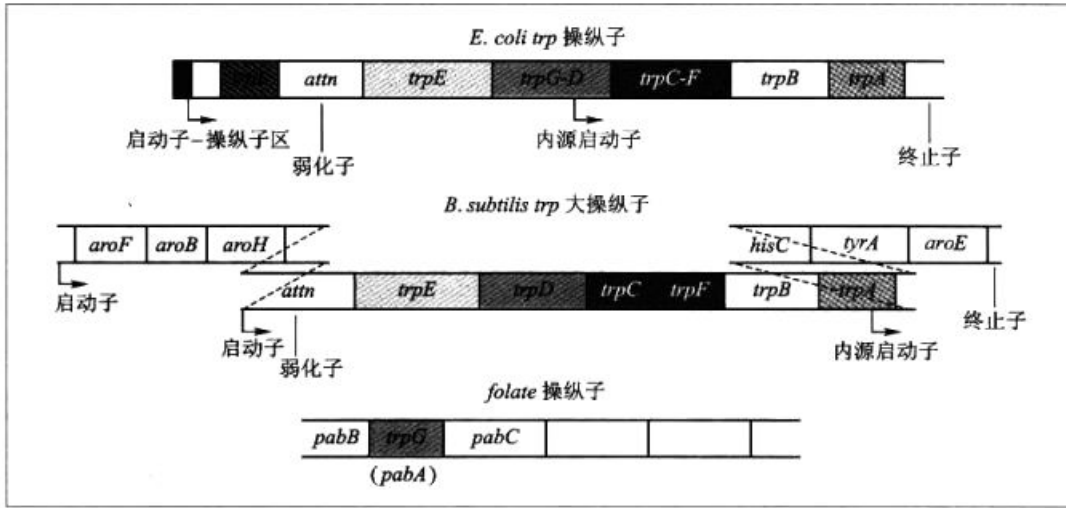 E. coli trp 操纵子
attn trpE trpG-D trpC-F trpB trpA
启动子-操纵子区
弱化子
内源启动子
终止子
B. subtilis trp 大操纵子
aroF aroB aroH hisC tyrA aroE
attn trpE trpD trpC trpF trpB trpA
启动子
启动子
弱化子
内源启动子
终止子
folate 操纵子
pabB trpG pabC
(pabA)